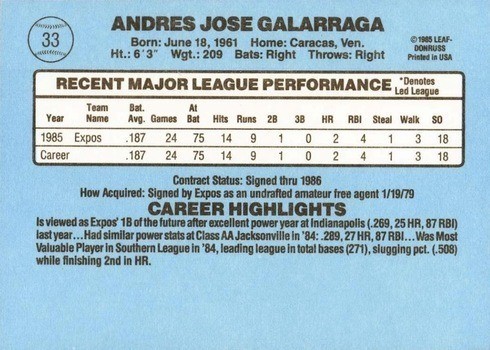 33
ANDRES JOSE GALARRAGA
Born: June 18, 1961 Home: Caracas, Ven.
Ht.: 6'3" Wgt.: 209 Bats: Right Throws: Right
©1985 LEAF-
DONRUSS
Printed in USA
RECENT MAJOR LEAGUE PERFORMANCE *Denotes
Led League
Year Team Name Bat. Avg. Games At Bat Hits Runs 2B 3B HR RBI Steal Walk SO
1985 Expos .187 24 75 14 9 1 0 2 4 1 3 18
Career .187 24 75 14 9 1 0 2 4 1 3 18
Contract Status: Signed thru 1986
How Acquired: Signed by Expos as an undrafted amateur free agent 1/19/79
CAREER HIGHLIGHTS
Is viewed as Expos' 1B of the future after excellent power year at Indianapolis (.269, 25 HR, 87 RBI)
last year...Had similar power stats at Class AA Jacksonville in '84: .289, 27 HR, 87 RBI...Was Most
Valuable Player in Southern League in '84, leading league in total bases (271), slugging pct. (.508)
while finishing 2nd in HR.